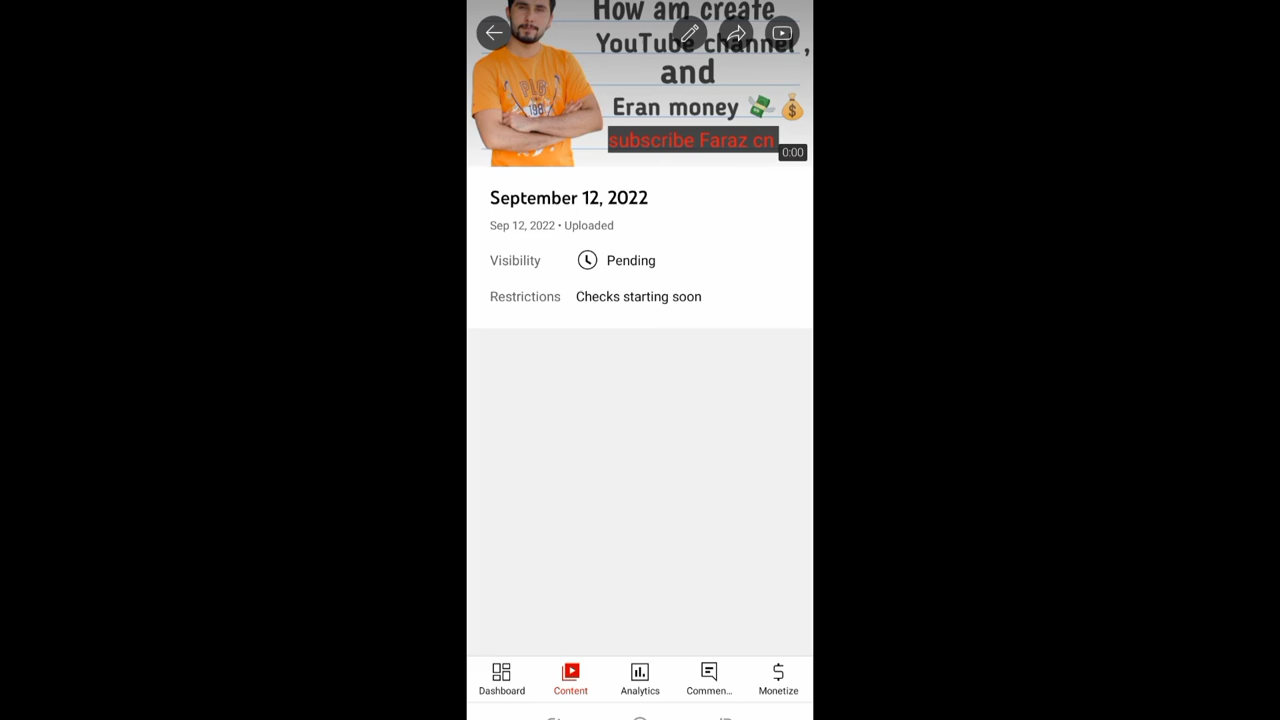 How am create
YouTube channel ,
and
Eran money 💸 💰
subscribe Faraz cn
0:00
September 12, 2022
Sep 12, 2022 • Uploaded
Visibility Pending
Restrictions Checks starting soon
Dashboard Content Analytics Commen... Monetize